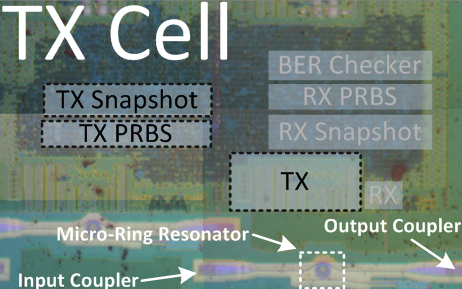 TX Cell
BER Checker
TX Snapshot
RX PRBS
TX PRBS
RX Snapshot
TX
RX
Micro-Ring Resonator
Output Coupler
Input Coupler